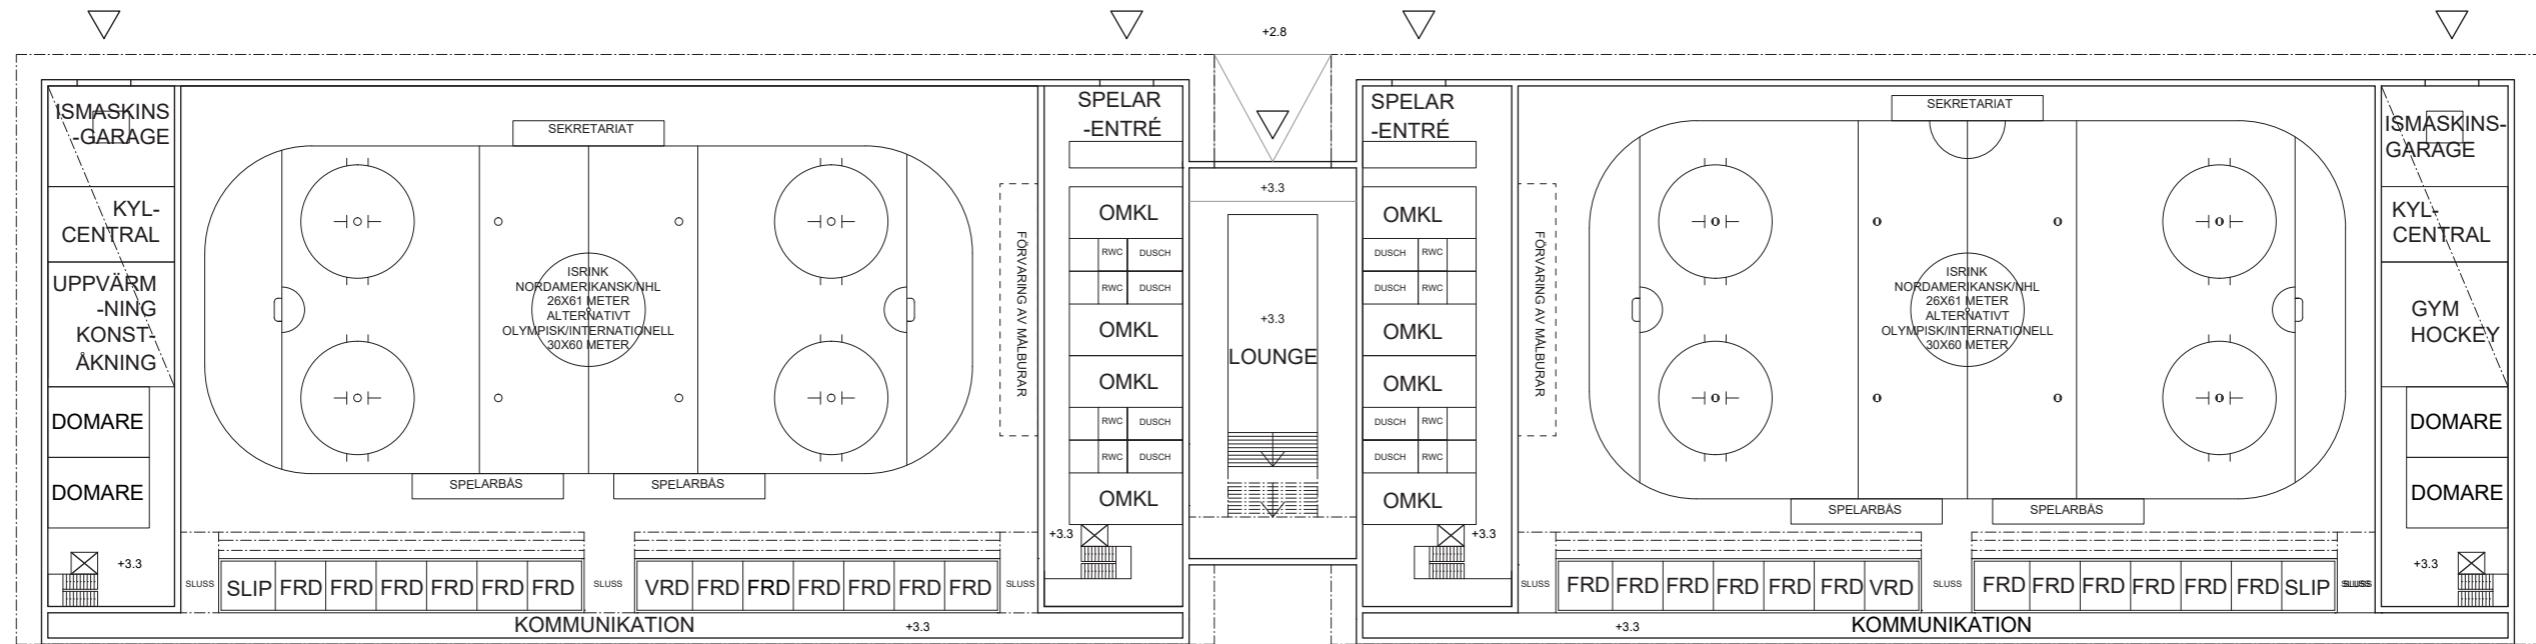 +2.8
ISMASKINS
-GARAGE
KYL-
CENTRAL
UPPVÄRM
-NING
KONST-
ÅKNING
DOMARE
DOMARE
+3.3
SEKRETARIAT
ISRINK
NORDAMERIKANSK/NHL
26X61 METER
ALTERNATIVT
OLYMPISK/INTERNATIONELL
30X60 METER
SPELARBÅS
SPELARBÅS
FÖRVARING AV MÅLBURAR
SLUSS
SLIP FRD FRD FRD FRD FRD FRD
SLUSS
VRD FRD FRD FRD FRD FRD FRD
SLUSS
KOMMUNIKATION
+3.3
SPELAR
-ENTRÉ
OMKL
RWC DUSCH
RWC DUSCH
OMKL
OMKL
RWC DUSCH
RWC DUSCH
OMKL
+3.3
+3.3
+3.3
LOUNGE
SPELAR
-ENTRÉ
OMKL
DUSCH RWC
DUSCH RWC
OMKL
OMKL
DUSCH RWC
DUSCH RWC
OMKL
+3.3
FÖRVARING AV MÅLBURAR
SEKRETARIAT
ISRINK
NORDAMERIKANSK/NHL
26X61 METER
ALTERNATIVT
OLYMPISK/INTERNATIONELL
30X60 METER
SPELARBÅS
SPELARBÅS
SLUSS
FRD FRD FRD FRD FRD FRD VRD
SLUSS
FRD FRD FRD FRD FRD FRD SLIP
SLUSS
+3.3
KOMMUNIKATION
ISMASKINS-
GARAGE
KYL-
CENTRAL
GYM
HOCKEY
DOMARE
DOMARE
+3.3